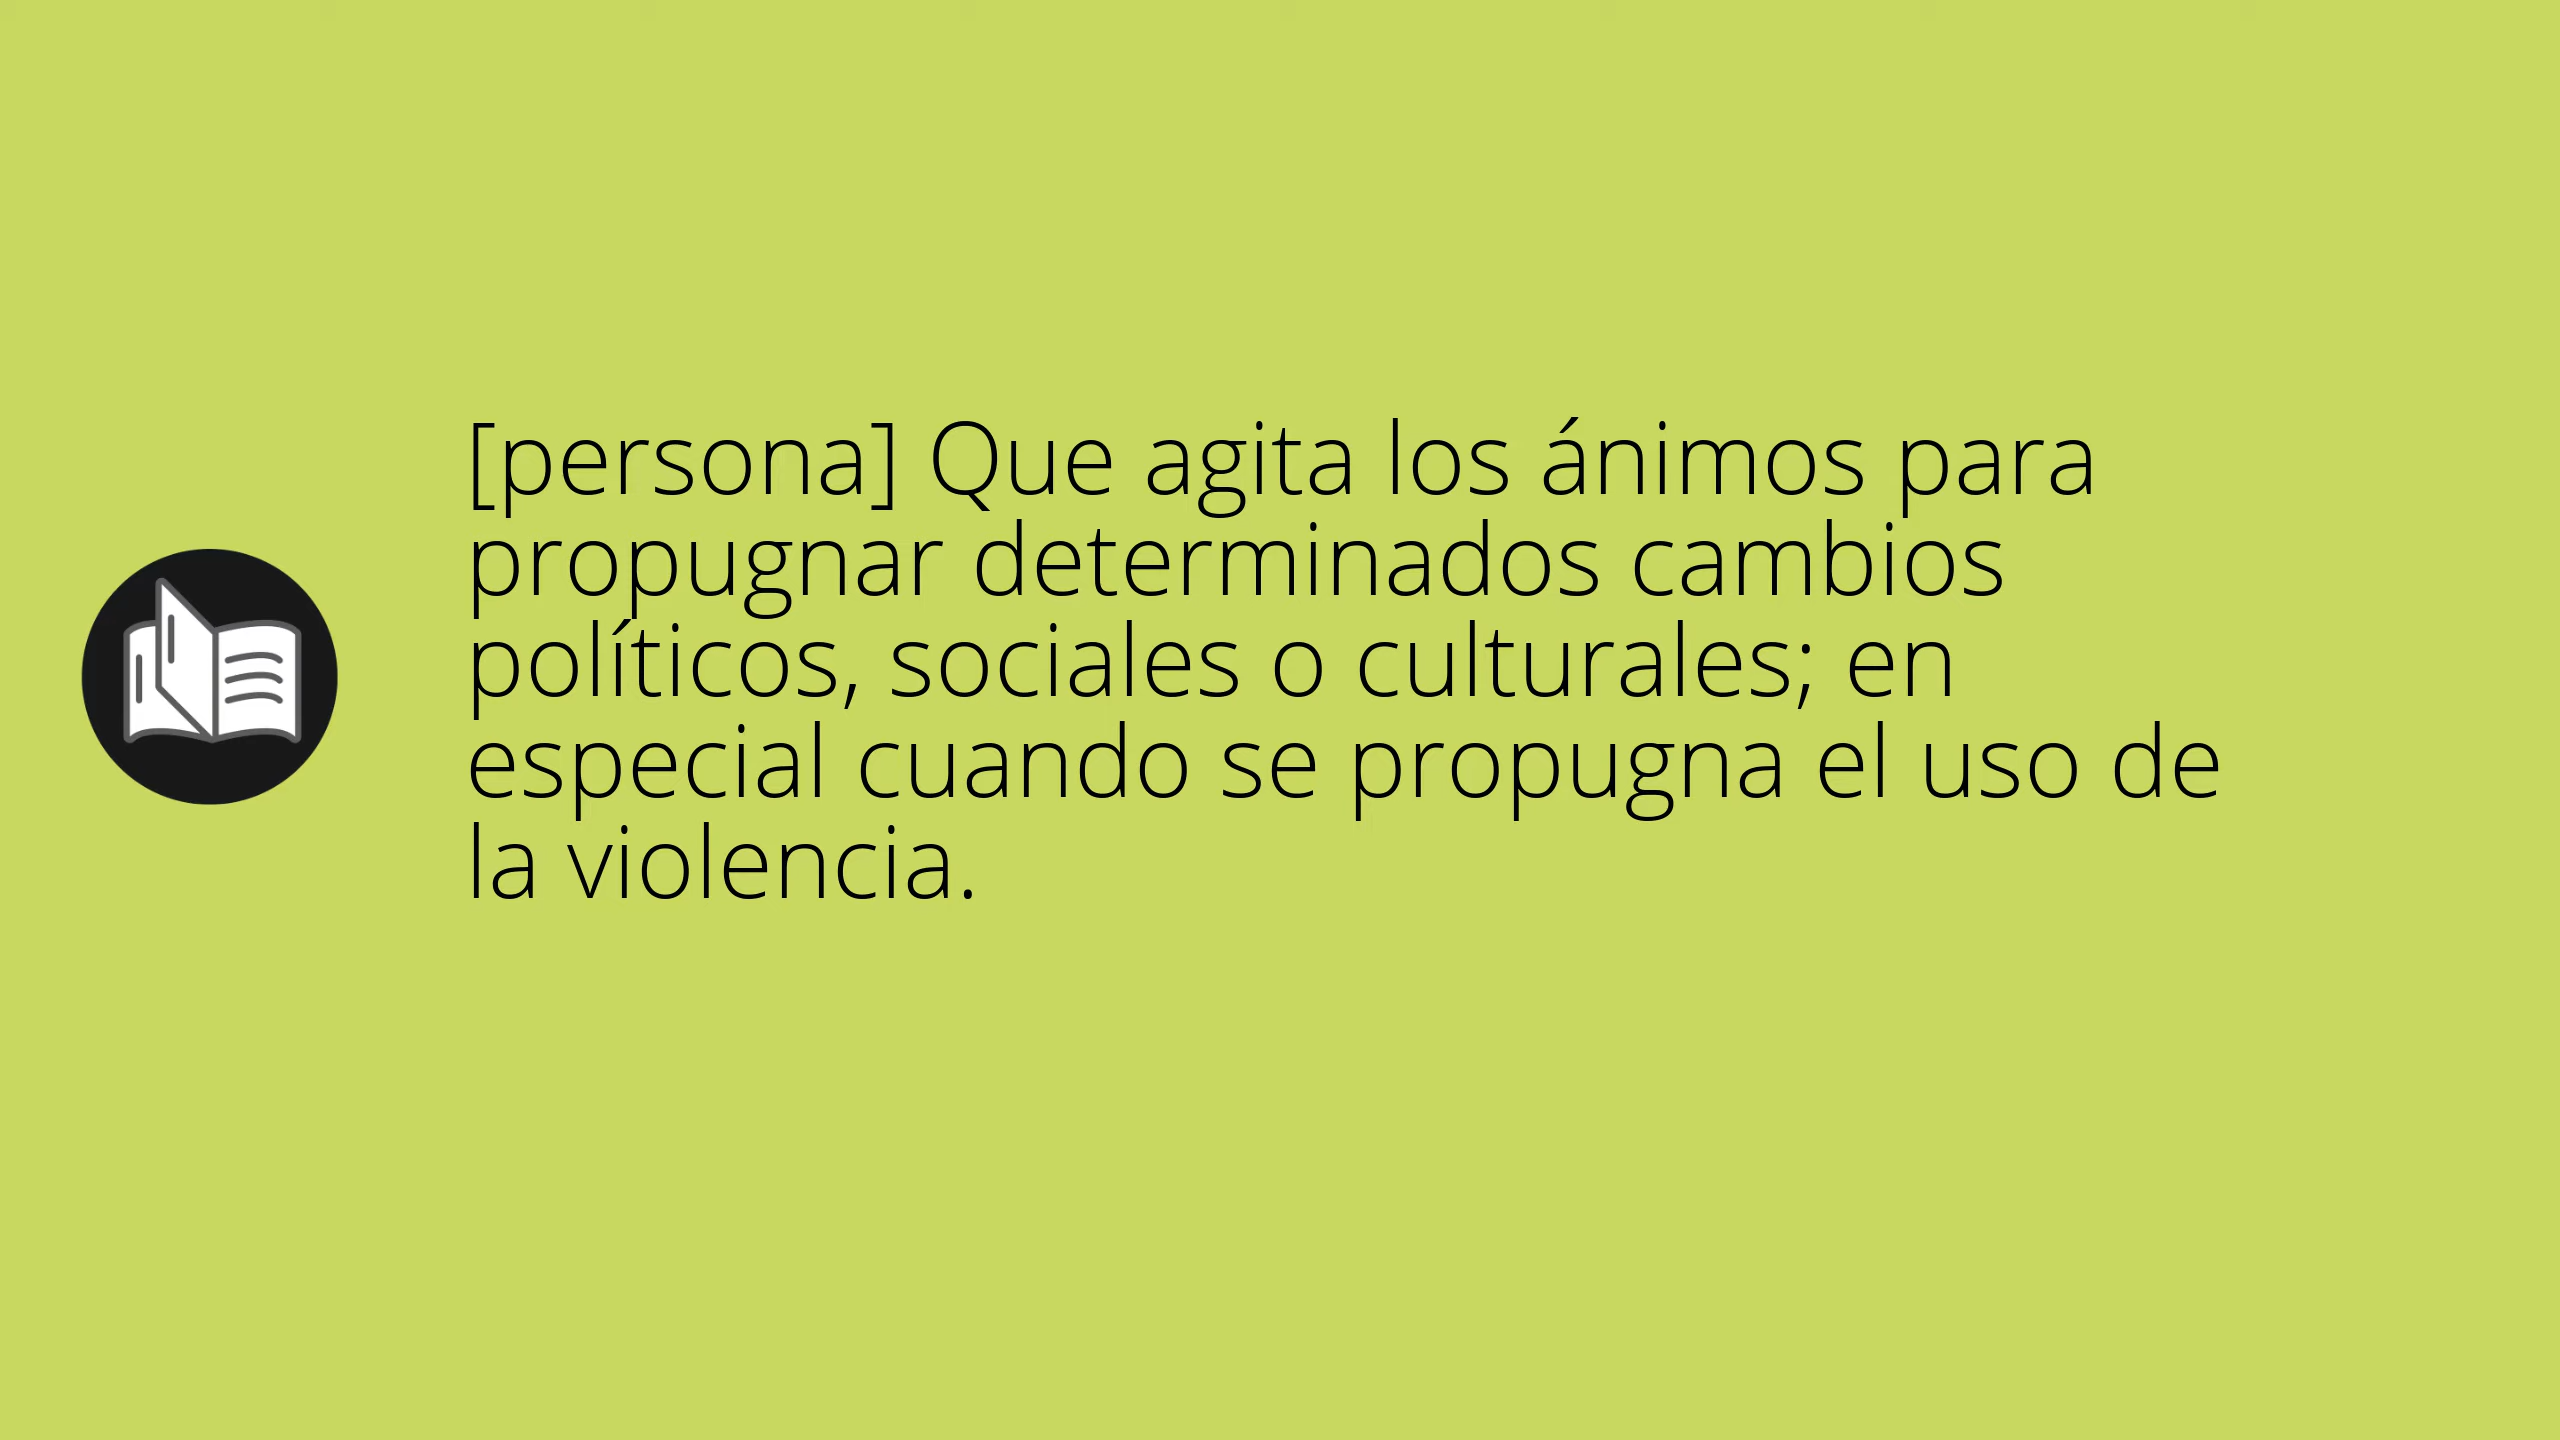 [persona] Que agita los ánimos para
propugnar determinados cambios
políticos, sociales o culturales; en
especial cuando se propugna el uso de
la violencia.